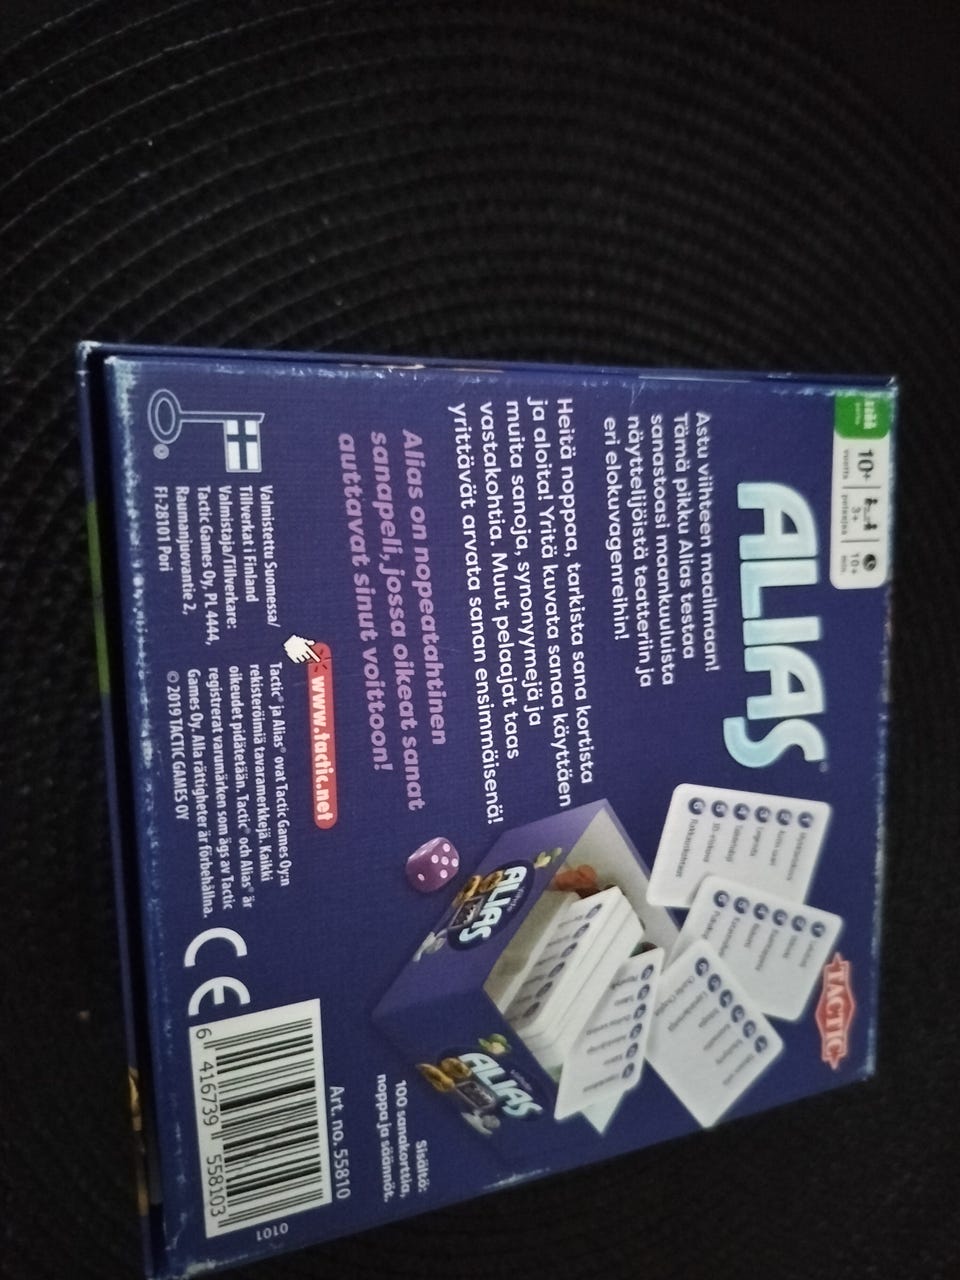 10+
vuotta
3+
pelaajaa
10+
min
ALIAS®
TACTIC
Astu viihteen maailmaan!
Tämä pikku Alias testaa
sanastoasi maankuuluista
näyttelijöistä teatteriin ja
eri elokuvagenreihin!
Heitä noppaa, tarkista sana kortista
ja aloita! Yritä kuvata sanaa käyttäen
muita sanoja, synonyymejä ja
vastakohtia. Muut pelaajat taas
yrittävät arvata sanan ensimmäisenä!
Alias on nopeatahtinen
sanapeli, jossa oikeat sanat
auttavat sinut voittoon!
ALIAS
ALIAS
www.tactic.net
Valmistettu Suomessa/
Tillverkat i Finland
Valmistaja/Tillverkare:
Tactic Games Oy, PL 4444,
Raumanjuovantie 2,
FI-28101 Pori
Tactic® ja Alias® ovat Tactic Games Oy:n
rekisteröimiä tavaramerkkejä. Kaikki
oikeudet pidätetään. Tactic® och Alias® är
registrerat varumärken som ägs av Tactic
Games Oy. Alla rättigheter är förbehållna.
© 2019 TACTIC GAMES OY
CE
Sisältö:
100 sanakorttia,
noppa ja säännöt.
Art. no. 55810
6 416739 558103
0101